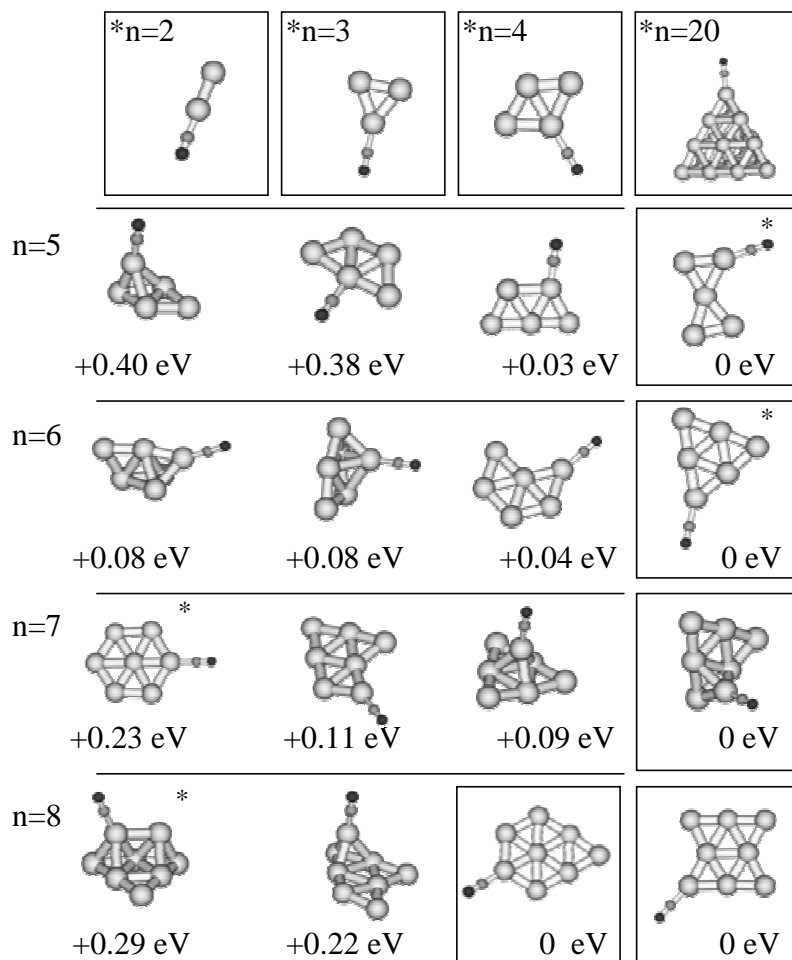 *n=2 *n=3 *n=4 *n=20
n=5 *
+0.40 eV +0.38 eV +0.03 eV 0 eV
n=6 *
+0.08 eV +0.08 eV +0.04 eV 0 eV
n=7 *
+0.23 eV +0.11 eV +0.09 eV 0 eV
n=8 *
+0.29 eV +0.22 eV 0 eV 0 eV